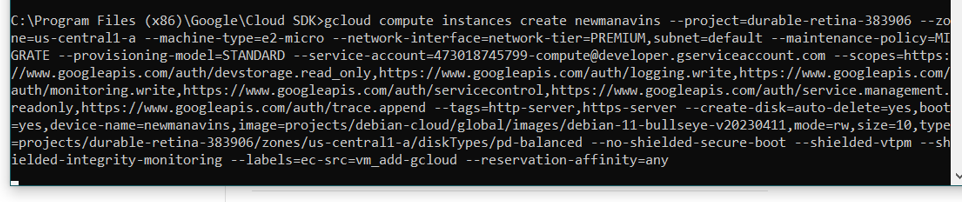 C:\Program Files (x86)\Google\Cloud SDK>gcloud compute instances create newmanavins --project=durable-retina-383906 --zo
ne=us-central1-a --machine-type=e2-micro --network-interface=network-tier=PREMIUM,subnet=default --maintenance-policy=MI
GRATE --provisioning-model=STANDARD --service-account=473018745799-compute@developer.gserviceaccount.com --scopes=https:
//www.googleapis.com/auth/devstorage.read_only,https://www.googleapis.com/auth/logging.write,https://www.googleapis.com/
auth/monitoring.write,https://www.googleapis.com/auth/servicecontrol,https://www.googleapis.com/auth/service.management.
readonly,https://www.googleapis.com/auth/trace.append --tags=http-server,https-server --create-disk=auto-delete=yes,boot
=yes,device-name=newmanavins,image=projects/debian-cloud/global/images/debian-11-bullseye-v20230411,mode=rw,size=10,type
=projects/durable-retina-383906/zones/us-central1-a/diskTypes/pd-balanced --no-shielded-secure-boot --shielded-vtpm --sh
ielded-integrity-monitoring --labels=ec-src=vm_add-gcloud --reservation-affinity=any